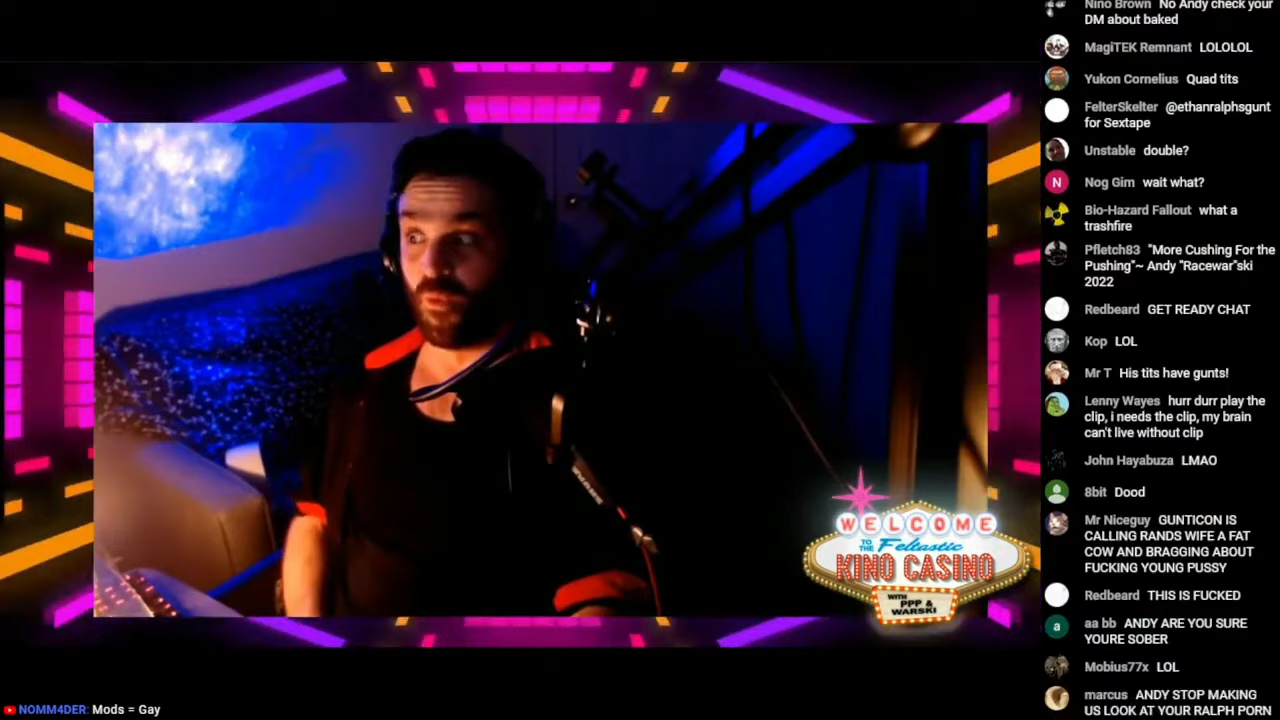 Nino Brown No Andy check your
DM about baked
MagiTEK Remnant LOLOLOL
Yukon Cornelius Quad tits
FelterSkelter @ethanralphsgunt
for Sextape
Unstable double?
N Nog Gim wait what?
Bio-Hazard Fallout what a
trashfire
Pfletch83 "More Cushing For the
Pushing"~ Andy "Racewar"ski
2022
Redbeard GET READY CHAT
Kop LOL
Mr T His tits have gunts!
Lenny Wayes hurr durr play the
clip, i needs the clip, my brain
can't live without clip
John Hayabuza LMAO
8bit Dood
Mr Niceguy GUNTICON IS
CALLING RANDS WIFE A FAT
COW AND BRAGGING ABOUT
FUCKING YOUNG PUSSY
Redbeard THIS IS FUCKED
a aa bb ANDY ARE YOU SURE
YOURE SOBER
Mobius77x LOL
marcus ANDY STOP MAKING
US LOOK AT YOUR RALPH PORN
WELCOME
TO THE Feltastic
KINO CASINO
WITH
PPP &
WARSKI
NOMM4DER: Mods = Gay